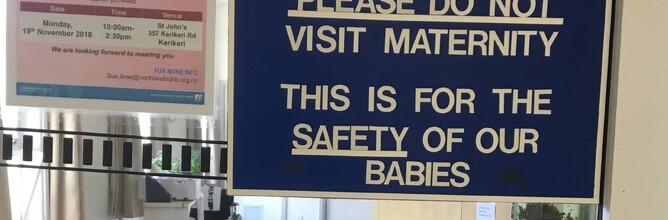 Date Time Venue
Monday, 10:00am- St John's
19th November 2018 2:30pm 357 Kerikeri Rd
Kerikeri
We are looking forward to meeting you
FOR MORE INFO
PLEASE DO NOT
VISIT MATERNITY
THIS IS FOR THE
SAFETY OF OUR
BABIES